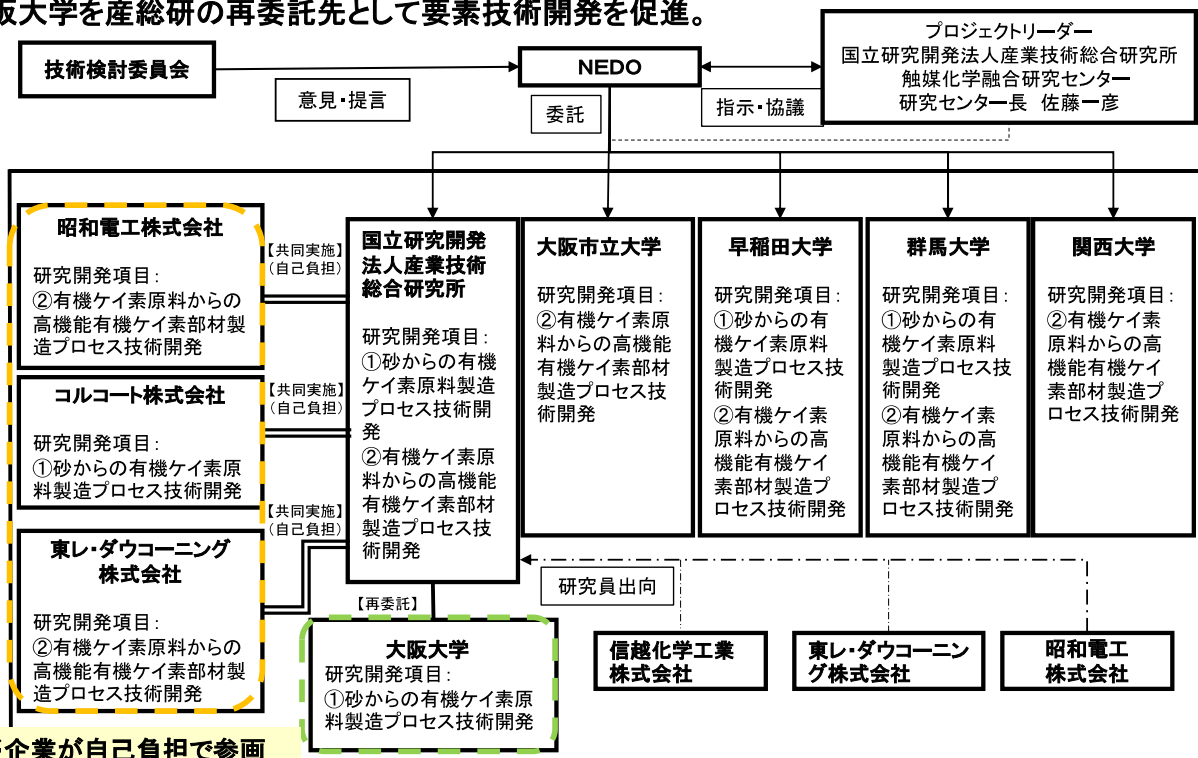 阪大学を産総研の再委託先として要素技術開発を促進。
技術検討委員会
意見・提言
NEDO
委託
指示・協議
プロジェクトリーダー
国立研究開発法人産業技術総合研究所
触媒化学融合研究センター
研究センター長 佐藤一彦
昭和電工株式会社
研究開発項目:
②有機ケイ素原料からの
高機能有機ケイ素部材製
造プロセス技術開発
【共同実施】
(自己負担)
コルコート株式会社
研究開発項目:
①砂からの有機ケイ素原
料製造プロセス技術開発
【共同実施】
(自己負担)
東レ・ダウコーニング
株式会社
研究開発項目:
②有機ケイ素原料からの
高機能有機ケイ素部材製
造プロセス技術開発
【共同実施】
(自己負担)
国立研究開発
法人産業技術
総合研究所
研究開発項目:
①砂からの有機
ケイ素原料製造
プロセス技術開
発
②有機ケイ素原
料からの高機能
有機ケイ素部材
製造プロセス技
術開発
大阪市立大学
研究開発項目:
②有機ケイ素原
料からの高機能
有機ケイ素部材
製造プロセス技
術開発
早稲田大学
研究開発項目:
①砂からの有
機ケイ素原料
製造プロセス技
術開発
②有機ケイ素
原料からの高
機能有機ケイ
素部材製造プ
ロセス技術開発
群馬大学
研究開発項目:
①砂からの有
機ケイ素原料
製造プロセス技
術開発
②有機ケイ素
原料からの高
機能有機ケイ
素部材製造プ
ロセス技術開発
関西大学
研究開発項目:
②有機ケイ素
原料からの高
機能有機ケイ
素部材製造プ
ロセス技術開発
研究員出向
【再委託】
大阪大学
研究開発項目:
①砂からの有機ケイ素原
料製造プロセス技術開発
信越化学工業
株式会社
東レ・ダウコーニン
グ株式会社
昭和電工
株式会社
企業が自己負担で参画